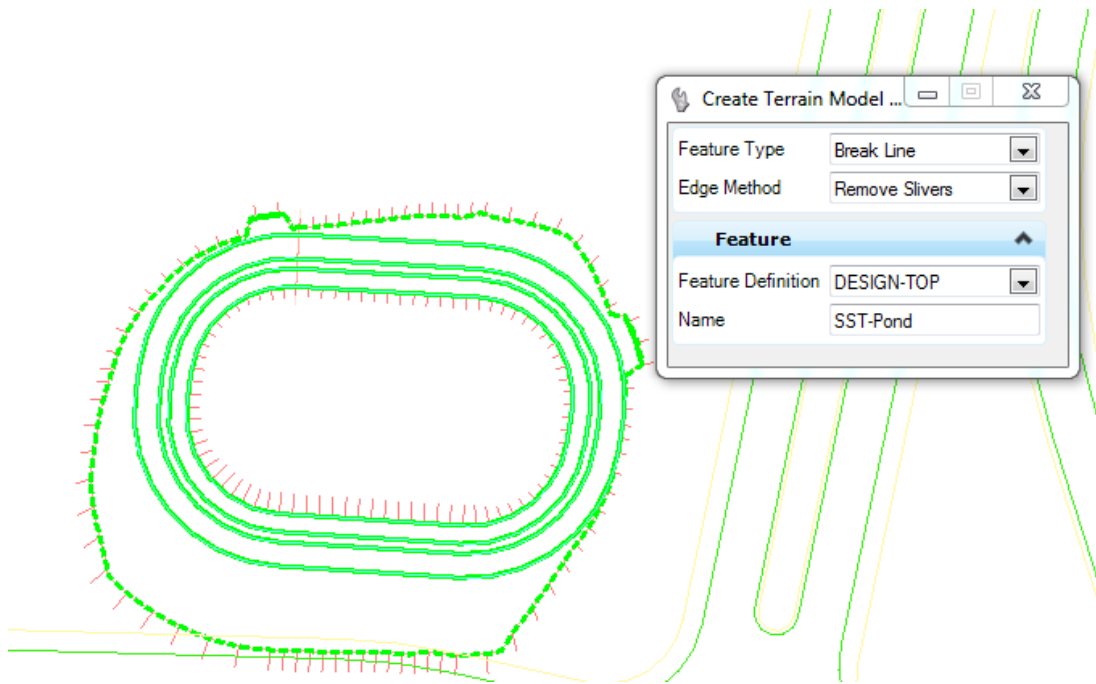 Create Terrain Model ...
Feature Type Break Line
Edge Method Remove Slivers
Feature
Feature Definition DESIGN-TOP
Name SST-Pond